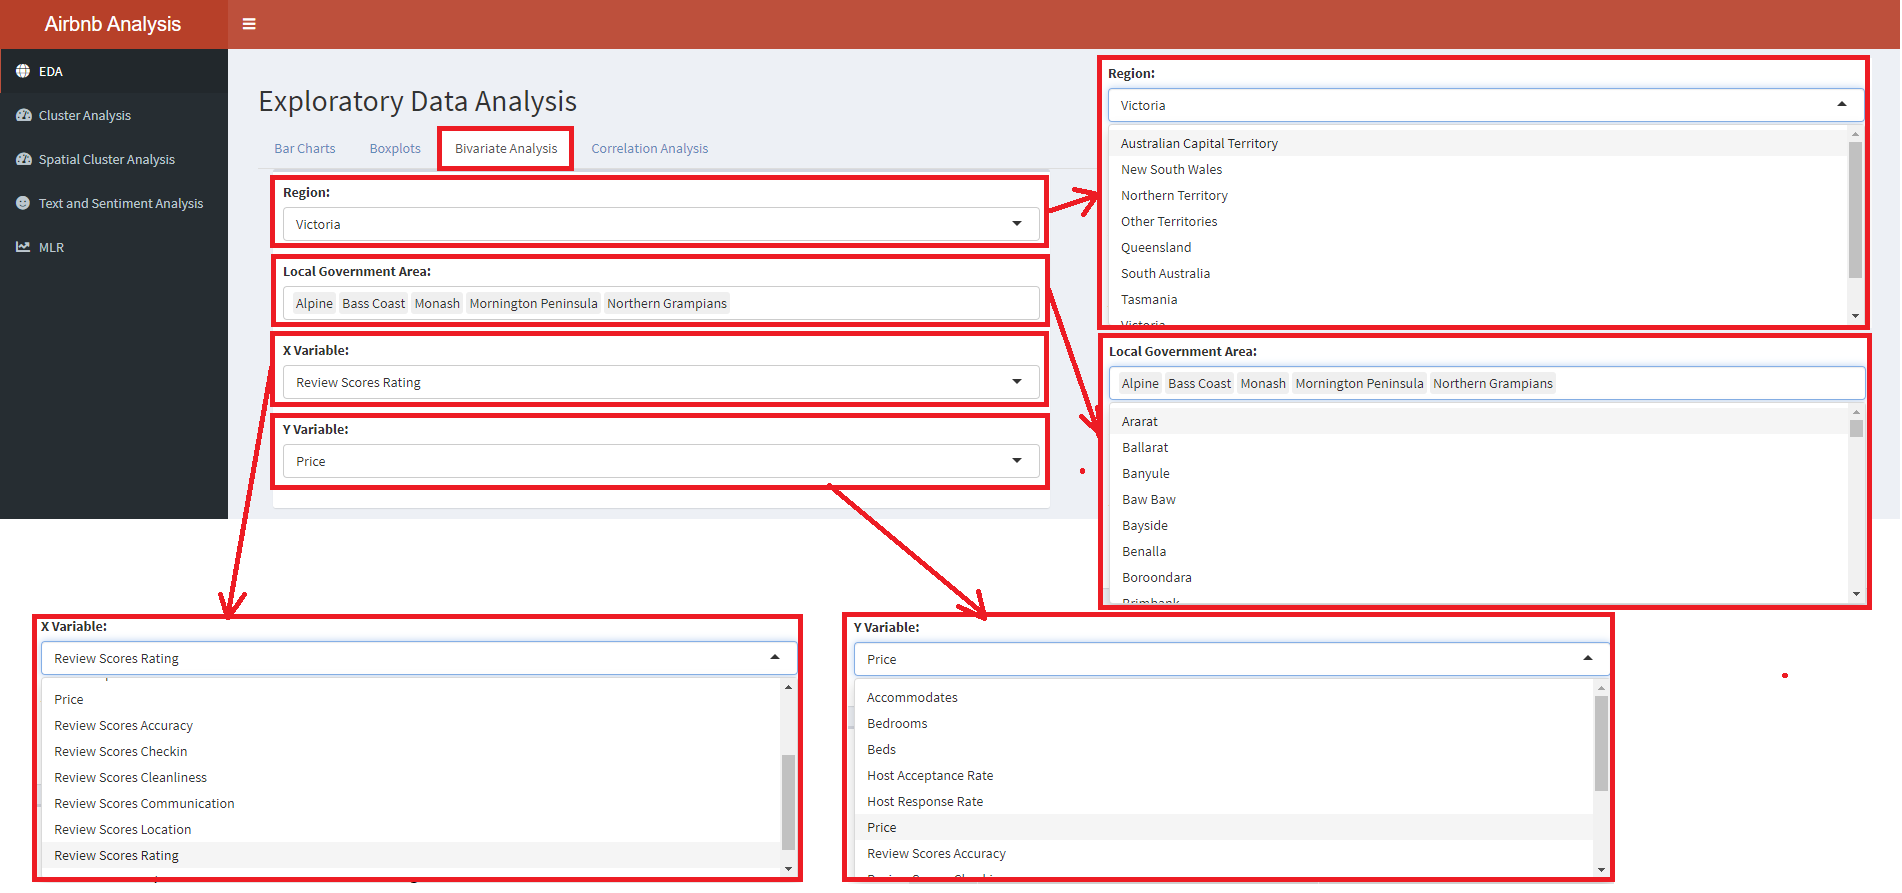 Airbnb Analysis
EDA
Cluster Analysis
Spatial Cluster Analysis
Text and Sentiment Analysis
MLR
Exploratory Data Analysis
Bar Charts Boxplots Bivariate Analysis Correlation Analysis
Region:
Victoria
Local Government Area:
Alpine Bass Coast Monash Mornington Peninsula Northern Grampians
X Variable:
Review Scores Rating
Y Variable:
Price
Region:
Victoria
Australian Capital Territory
New South Wales
Northern Territory
Other Territories
Queensland
South Australia
Tasmania
Victoria
Local Government Area:
Alpine Bass Coast Monash Mornington Peninsula Northern Grampians
Ararat
Ballarat
Banyule
Baw Baw
Bayside
Benalla
Boroondara
Brimbank
X Variable:
Review Scores Rating
Price
Review Scores Accuracy
Review Scores Checkin
Review Scores Cleanliness
Review Scores Communication
Review Scores Location
Review Scores Rating
Y Variable:
Price
Accommodates
Bedrooms
Beds
Host Acceptance Rate
Host Response Rate
Price
Review Scores Accuracy
Review Scores Checkin